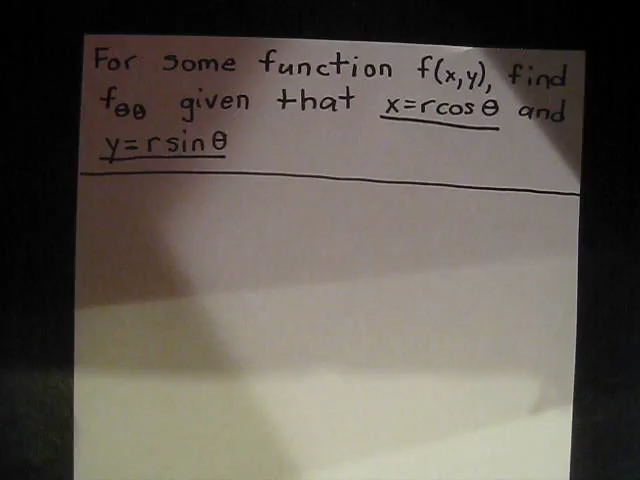 For some function f(x,y), find
fθθ given that x=rcosθ and
y=rsinθ